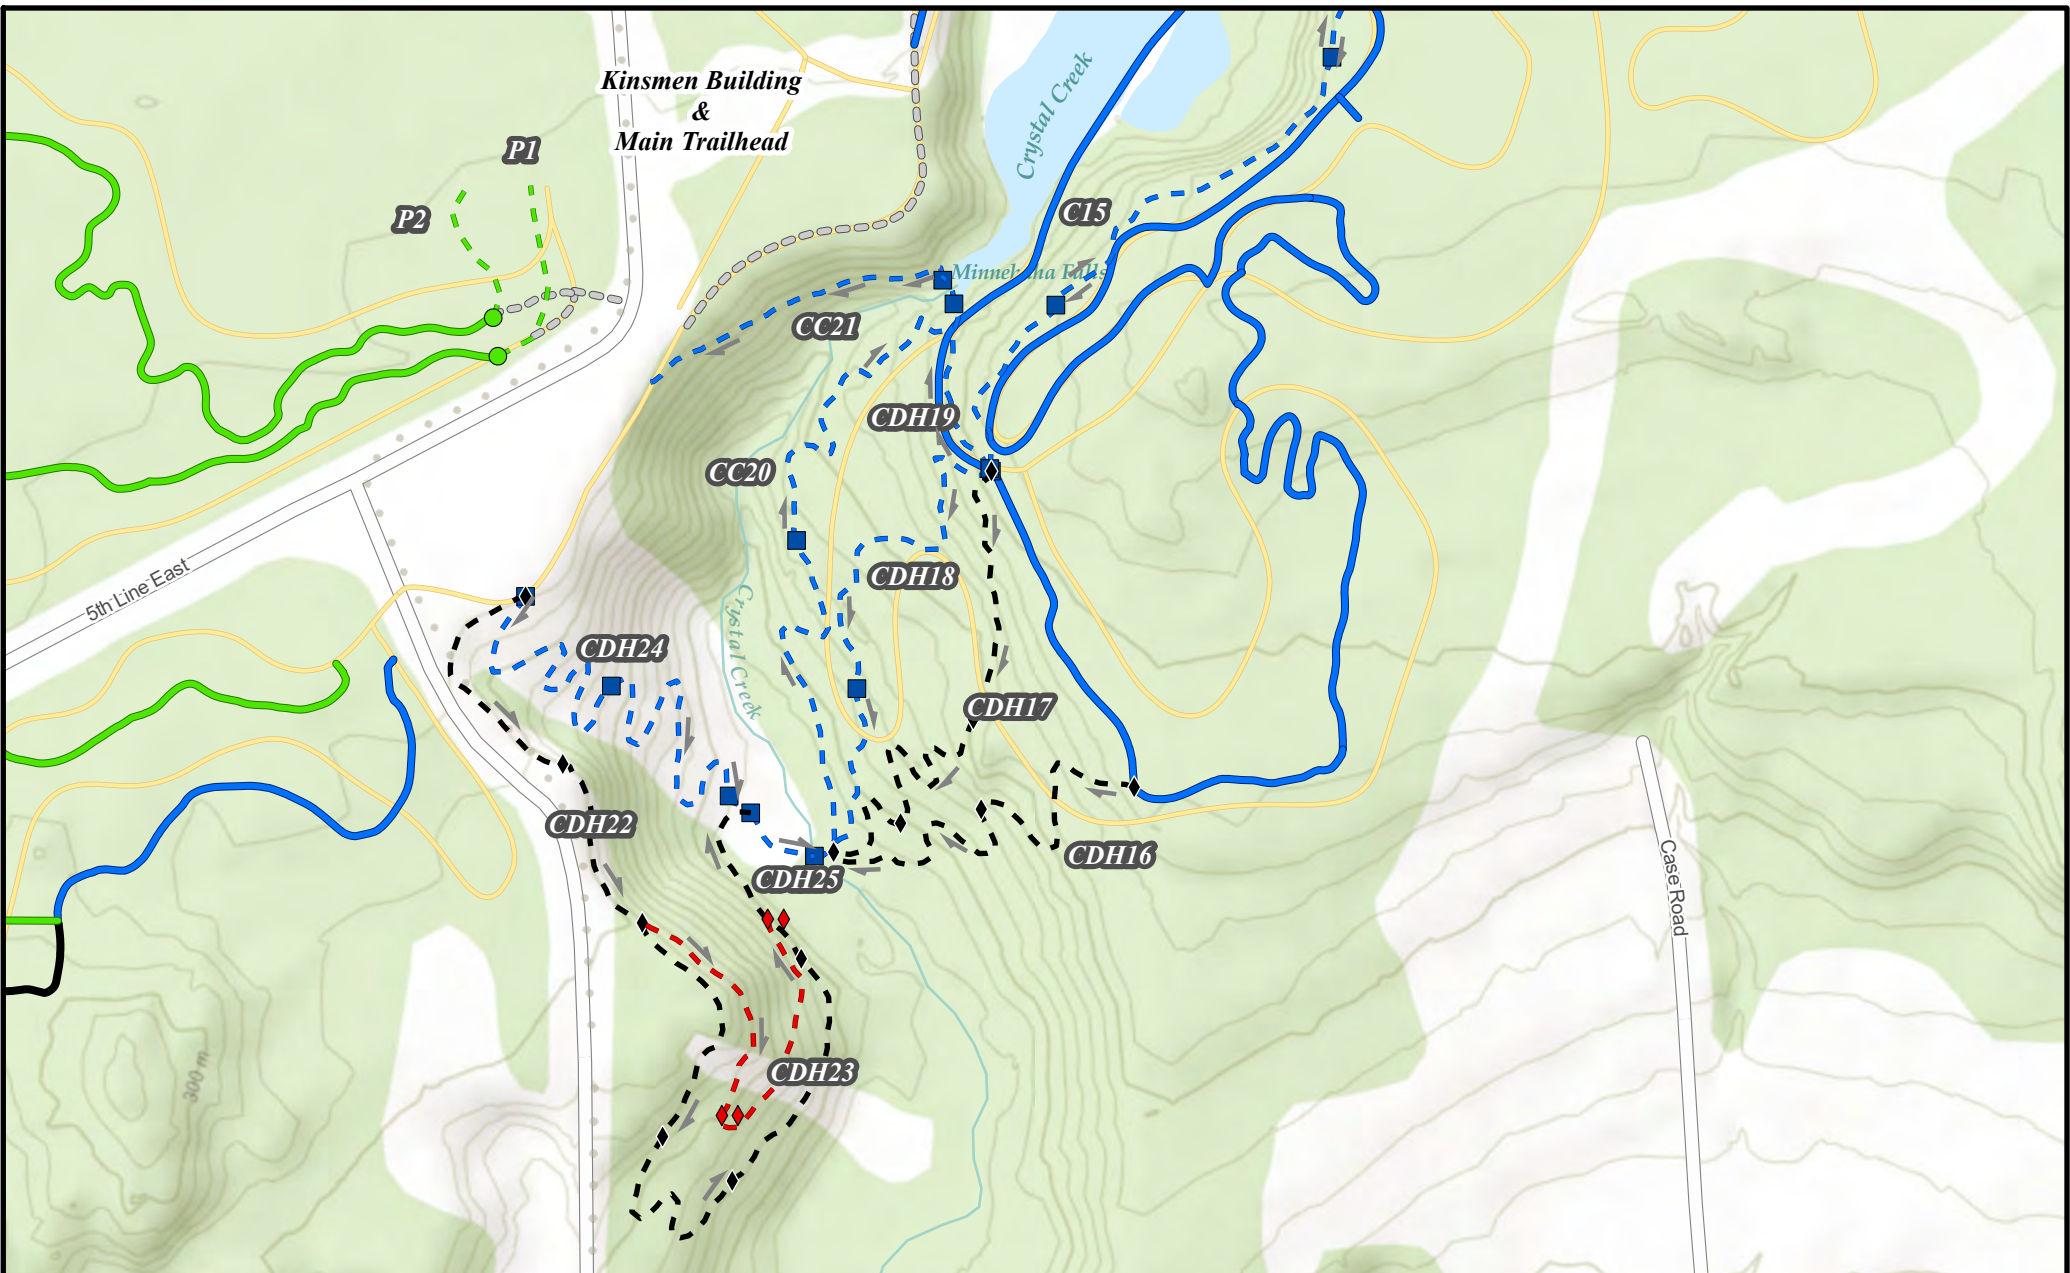 Kinsmen Building
&
Main Trailhead
Crystal Creek
P1
P2
C15
Minnehaha Falls
CC21
CDH19
CC20
CDH18
5th Line East
Crystal Creek
CDH24
CDH17
CDH22
CDH16
CDH25
Case Road
300 m
CDH23